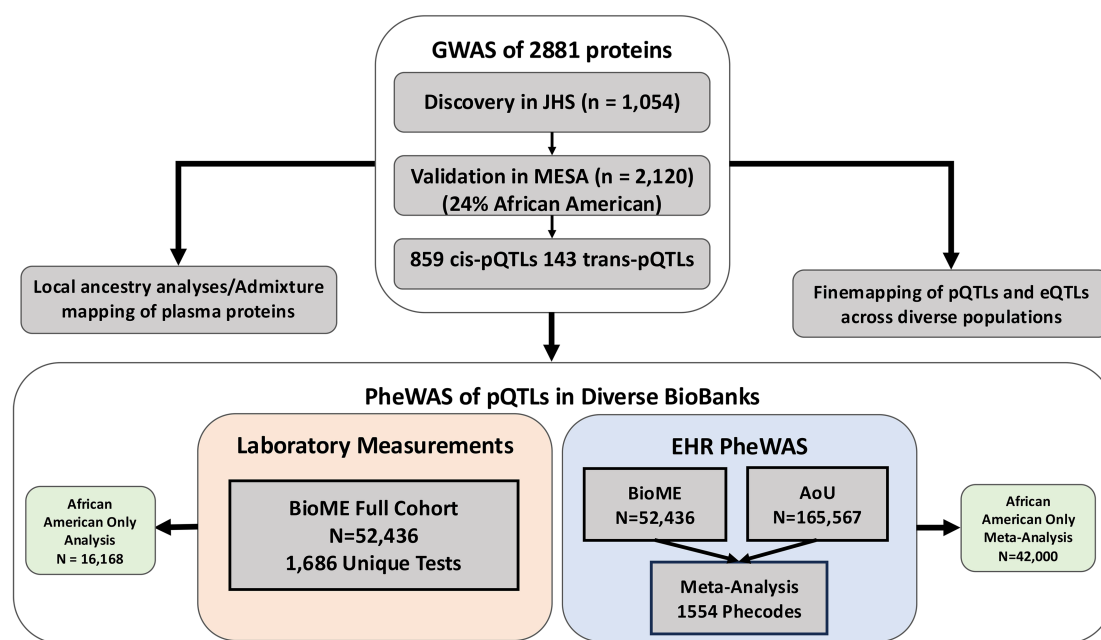 GWAS of 2881 proteins
Discovery in JHS (n = 1,054)
Validation in MESA (n = 2,120)
(24% African American)
859 cis-pQTLs 143 trans-pQTLs
Local ancestry analyses/Admixture
mapping of plasma proteins
Finemapping of pQTLs and eQTLs
across diverse populations
PheWAS of pQTLs in Diverse BioBanks
Laboratory Measurements
BioME Full Cohort
N=52,436
1,686 Unique Tests
African
American Only
Analysis
N = 16,168
EHR PheWAS
BioME
N=52,436
AoU
N=165,567
Meta-Analysis
1554 Phecodes
African
American Only
Meta-Analysis
N=42,000